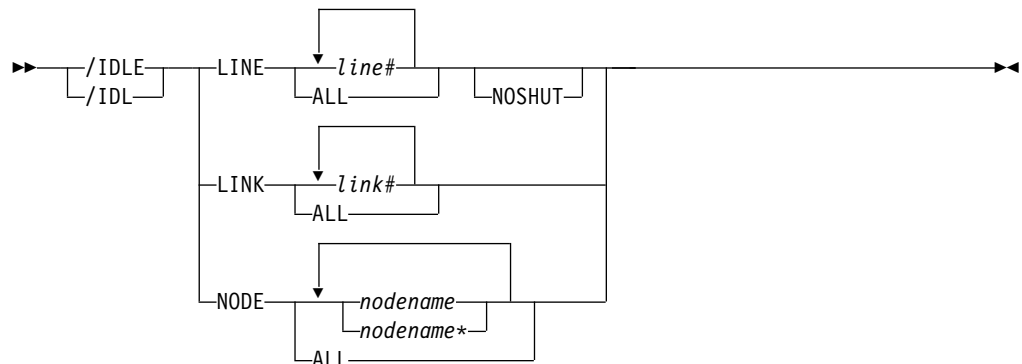 /IDLE LINE line#
/IDL ALL NOSHUT
LINK link#
ALL
NODE nodename
nodename*
ALL